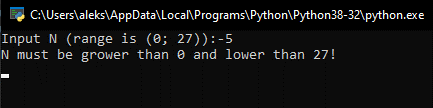 C:\Users\aleks\AppData\Local\Programs\Python\Python38-32\python.exe
Input N (range is (0; 27)):-5
N must be grower than 0 and lower than 27!